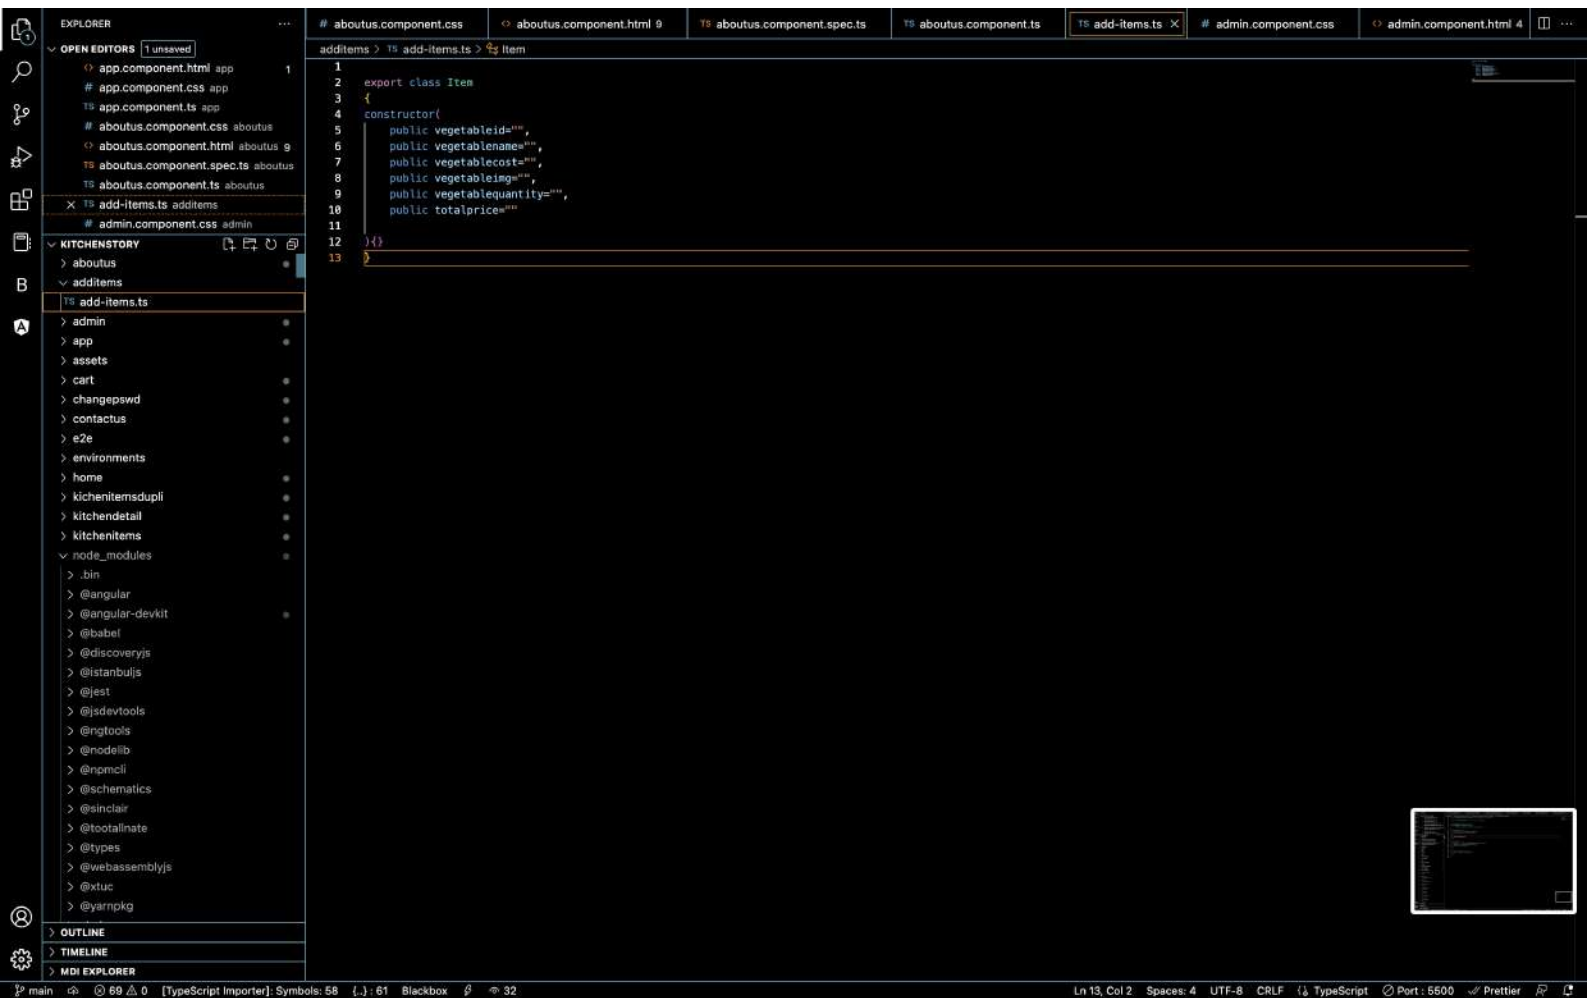 EXPLORER
OPEN EDITORS 1 unsaved
app.component.html app 1
# app.component.css app
TS app.component.ts app
# aboutus.component.css aboutus
aboutus.component.html aboutus 9
TS aboutus.component.spec.ts aboutus
TS aboutus.component.ts aboutus
TS add-items.ts additems
# admin.component.css admin
KITCHENSTORY
aboutus
additems
TS add-items.ts
admin
app
assets
cart
changepswd
contactus
e2e
environments
home
kichenitemsdupli
kitchendetail
kitchenitems
node_modules
.bin
@angular
@angular-devkit
@babel
@discoveryjs
@istanbuljs
@jest
@jsdevtools
@ngtools
@nodelib
@npmcli
@schematics
@sinclair
@tootallnate
@types
@webassemblyjs
@xtuc
@yarnpkg
OUTLINE
TIMELINE
MDI EXPLORER
# aboutus.component.css <> aboutus.component.html 9 TS aboutus.component.spec.ts TS aboutus.component.ts TS add-items.ts # admin.component.css <> admin.component.html 4
additems > TS add-items.ts > Item
1
2 export class Item
3 {
4 constructor(
5 public vegetableid="",
6 public vegetablename="",
7 public vegetablecost="",
8 public vegetableimg="",
9 public vegetablequantity="",
10 public totalprice=""
11
12 ){}
13 }
main 69 0 [TypeScript Importer]: Symbols: 58 {..} : 61 Blackbox 32 Ln 13, Col 2 Spaces: 4 UTF-8 CRLF TypeScript Port : 5500 Prettier